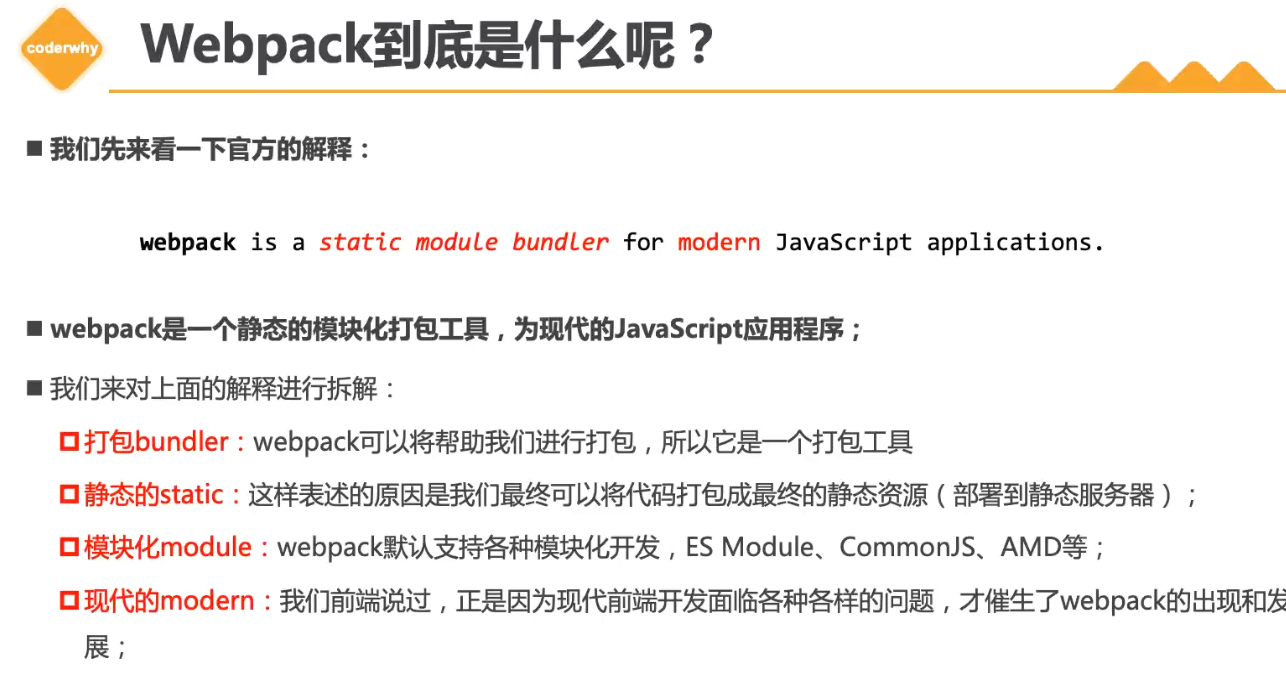 coderwhy
Webpack到底是什么呢？
我们先来看一下官方的解释：
webpack is a static module bundler for modern JavaScript applications.
webpack是一个静态的模块化打包工具，为现代的JavaScript应用程序；
我们来对上面的解释进行拆解：
打包bundler：webpack可以将帮助我们进行打包，所以它是一个打包工具
静态的static：这样表述的原因是我们最终可以将代码打包成最终的静态资源（部署到静态服务器）；
模块化module：webpack默认支持各种模块化开发，ES Module、CommonJS、AMD等；
现代的modern：我们前端说过，正是因为现代前端开发面临各种各样的问题，才催生了webpack的出现和发
展；